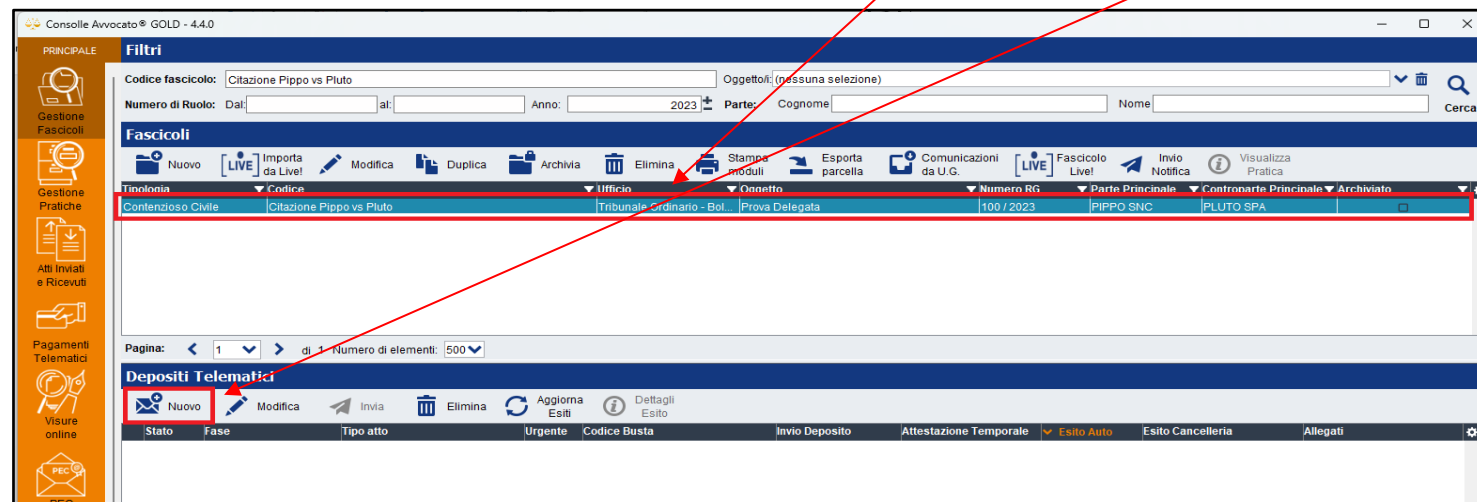 Consolle Avvocato® GOLD - 4.4.0
PRINCIPALE
Filtri
Codice fascicolo: Citazione Pippo vs Pluto Oggetto/i: (nessuna selezione)
Numero di Ruolo: Dal: al: Anno: 2023 Parte: Cognome Nome
Cerca
Gestione
Fascicoli
Fascicoli
Nuovo [LIVE] Importa da Live! Modifica Duplica Archivia Elimina Stampa moduli Esporta parcella Comunicazioni da U.G. [LIVE] Fascicolo Live! Invio Notifica Visualizza Pratica
Tipologia Codice Ufficio Oggetto Numero RG Parte Principale Controparte Principale Archiviato
Contenzioso Civile Citazione Pippo vs Pluto Tribunale Ordinario - Bol... Prova Delegata 100 / 2023 PIPPO SNC PLUTO SPA
Gestione
Pratiche
Atti Inviati
e Ricevuti
Pagamenti
Telematici
Pagina: 1 di 1 Numero di elementi: 500
Depositi Telematici
Nuovo Modifica Invia Elimina Aggiorna Esiti Dettagli Esito
Stato Fase Tipo atto Urgente Codice Busta Invio Deposito Attestazione Temporale Esito Auto Esito Cancelleria Allegati
Visure
online
PEC
PEC